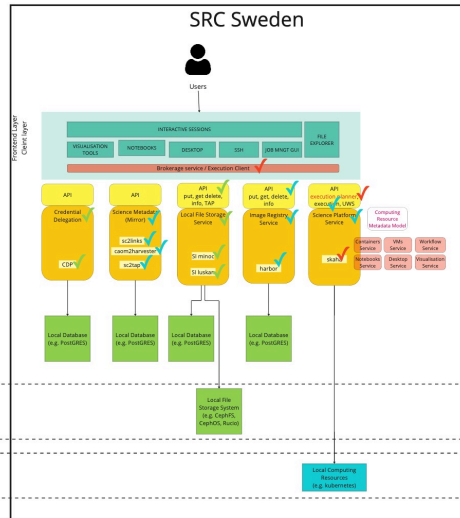 SRC Sweden
Users
Frontend Layer
Cleint layer
INTERACTIVE SESSIONS
FILE
EXPLORER
VISUALISATION
TOOLS
NOTEBOOKS
DESKTOP
SSH
JOB MNGT GUI
Brokerage service / Execution Client
API
API
API
put, get, delete,
info, TAP
API
put, get, delete,
info
API
execution planner,
execution, UWS
Credential
Delegation
Science Metadata
(Mirror)
Local File Storage
Service
Image Registry
Service
Science Platform
Service
Computing
Resource
Metadata Model
sc2links
caom2harvester
sc2tap
CDP
SI minoc
SI luskan
harbor
skaha
Containers
Service
VMs
Service
Workflow
Service
Notebooks
Service
Desktop
Service
Visualisation
Service
Local Database
(e.g. PostGRES)
Local Database
(e.g. PostGRES)
Local Database
(e.g. PostGRES)
Local Database
(e.g. PostGRES)
Local File
Storage System
(e.g. CephFS,
CephOS, Rucio)
Local Computing
Resources
(e.g. kubernetes)